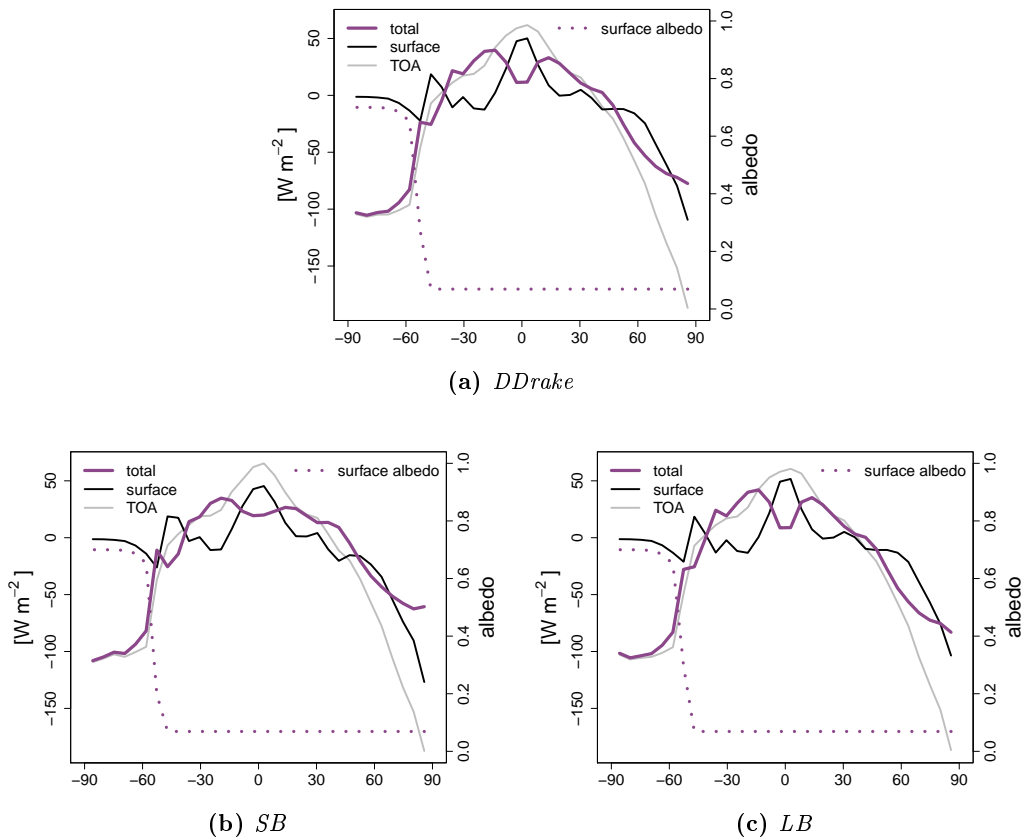 total
surface
TOA
surface albedo
50
0
−50
−100
−150
[W m−2 ]
1.0
0.8
0.6
0.4
0.2
0.0
albedo
−90 −60 −30 0 30 60 90
(a) DDrake
total
surface
TOA
surface albedo
50
0
−50
−100
−150
[W m−2 ]
1.0
0.8
0.6
0.4
0.2
0.0
albedo
−90 −60 −30 0 30 60 90
(b) SB
total
surface
TOA
surface albedo
50
0
−50
−100
−150
[W m−2 ]
1.0
0.8
0.6
0.4
0.2
0.0
albedo
−90 −60 −30 0 30 60 90
(c) LB